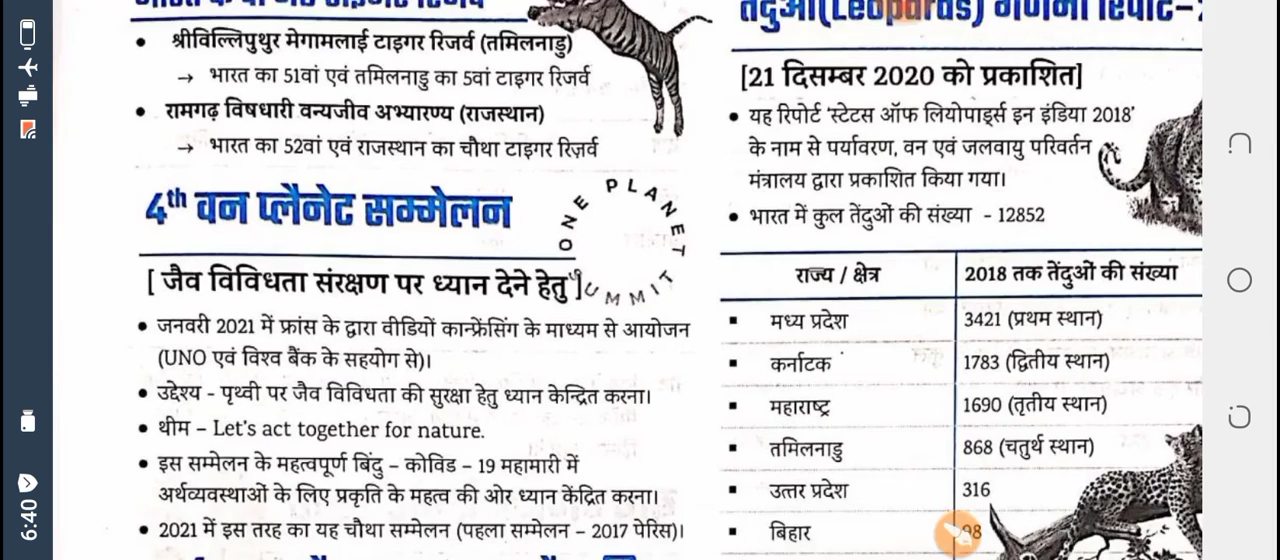 श्रीविल्लिपुथुर मेगामलाई टाइगर रिजर्व (तमिलनाडु)
→ भारत का 51वां एवं तमिलनाडु का 5वां टाइगर रिजर्व
रामगढ़ विषधारी वन्यजीव अभ्यारण्य (राजस्थान)
→ भारत का 52वां एवं राजस्थान का चौथा टाइगर रिज़र्व
4th वन प्लैनेट सम्मेलन
ONE PLANET SUMMIT
[ जैव विविधता संरक्षण पर ध्यान देने हेतु ]
• जनवरी 2021 में फ्रांस के द्वारा वीडियों कान्फ्रेंसिंग के माध्यम से आयोजन
(UNO एवं विश्व बैंक के सहयोग से)।
• उद्देश्य - पृथ्वी पर जैव विविधता की सुरक्षा हेतु ध्यान केन्द्रित करना।
• थीम – Let's act together for nature.
• इस सम्मेलन के महत्वपूर्ण बिंदु – कोविड - 19 महामारी में
अर्थव्यवस्थाओं के लिए प्रकृति के महत्व की ओर ध्यान केंद्रित करना।
• 2021 में इस तरह का यह चौथा सम्मेलन (पहला सम्मेलन – 2017 पेरिस)।
तेंदुआ(Leopards) गणना रिपोर्ट-
[21 दिसम्बर 2020 को प्रकाशित]
• यह रिपोर्ट 'स्टेटस ऑफ लियोपार्ड्स इन इंडिया 2018'
के नाम से पर्यावरण, वन एवं जलवायु परिवर्तन
मंत्रालय द्वारा प्रकाशित किया गया।
• भारत में कुल तेंदुओं की संख्या - 12852
राज्य / क्षेत्र 2018 तक तेंदुओं की संख्या
मध्य प्रदेश 3421 (प्रथम स्थान)
कर्नाटक 1783 (द्वितीय स्थान)
महाराष्ट्र 1690 (तृतीय स्थान)
तमिलनाडु 868 (चतुर्थ स्थान)
उत्तर प्रदेश 316
बिहार 98
6:40